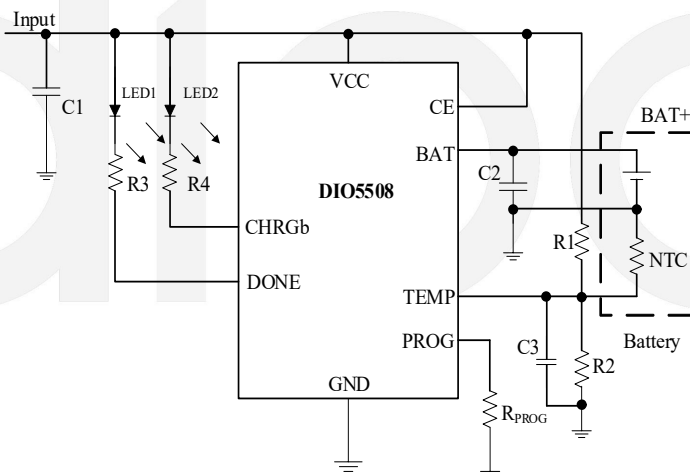 Input
C1
LED1
LED2
R3
R4
VCC
CE
BAT
DIO5508
CHRGb
DONE
TEMP
PROG
GND
C2
BAT+
R1
NTC
C3
R2
Battery
RPROG